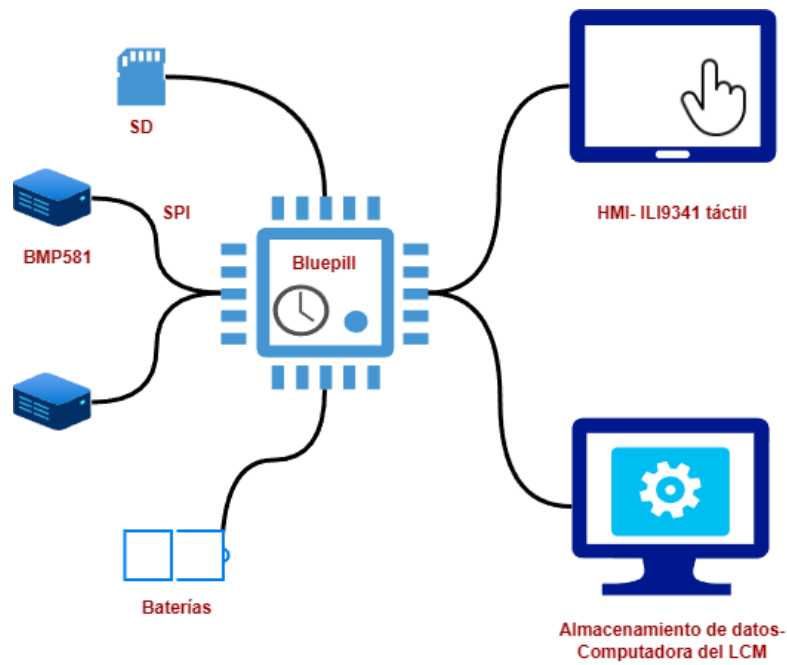 SD
SPI
BMP581
Bluepill
HMI- ILI9341 táctil
Baterías
Almacenamiento de datos-
Computadora del LCM